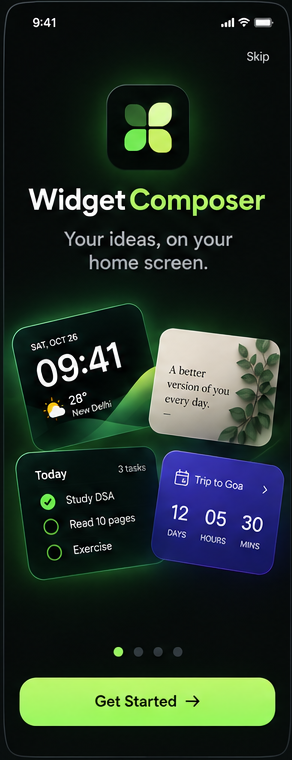 9:41
Skip
Widget Composer
Your ideas, on your
home screen.
SAT, OCT 26
09:41
28°
New Delhi
A better
version of you
every day.
—
Today
3 tasks
Study DSA
Read 10 pages
Exercise
Trip to Goa
12 05 30
DAYS HOURS MINS
Get Started →